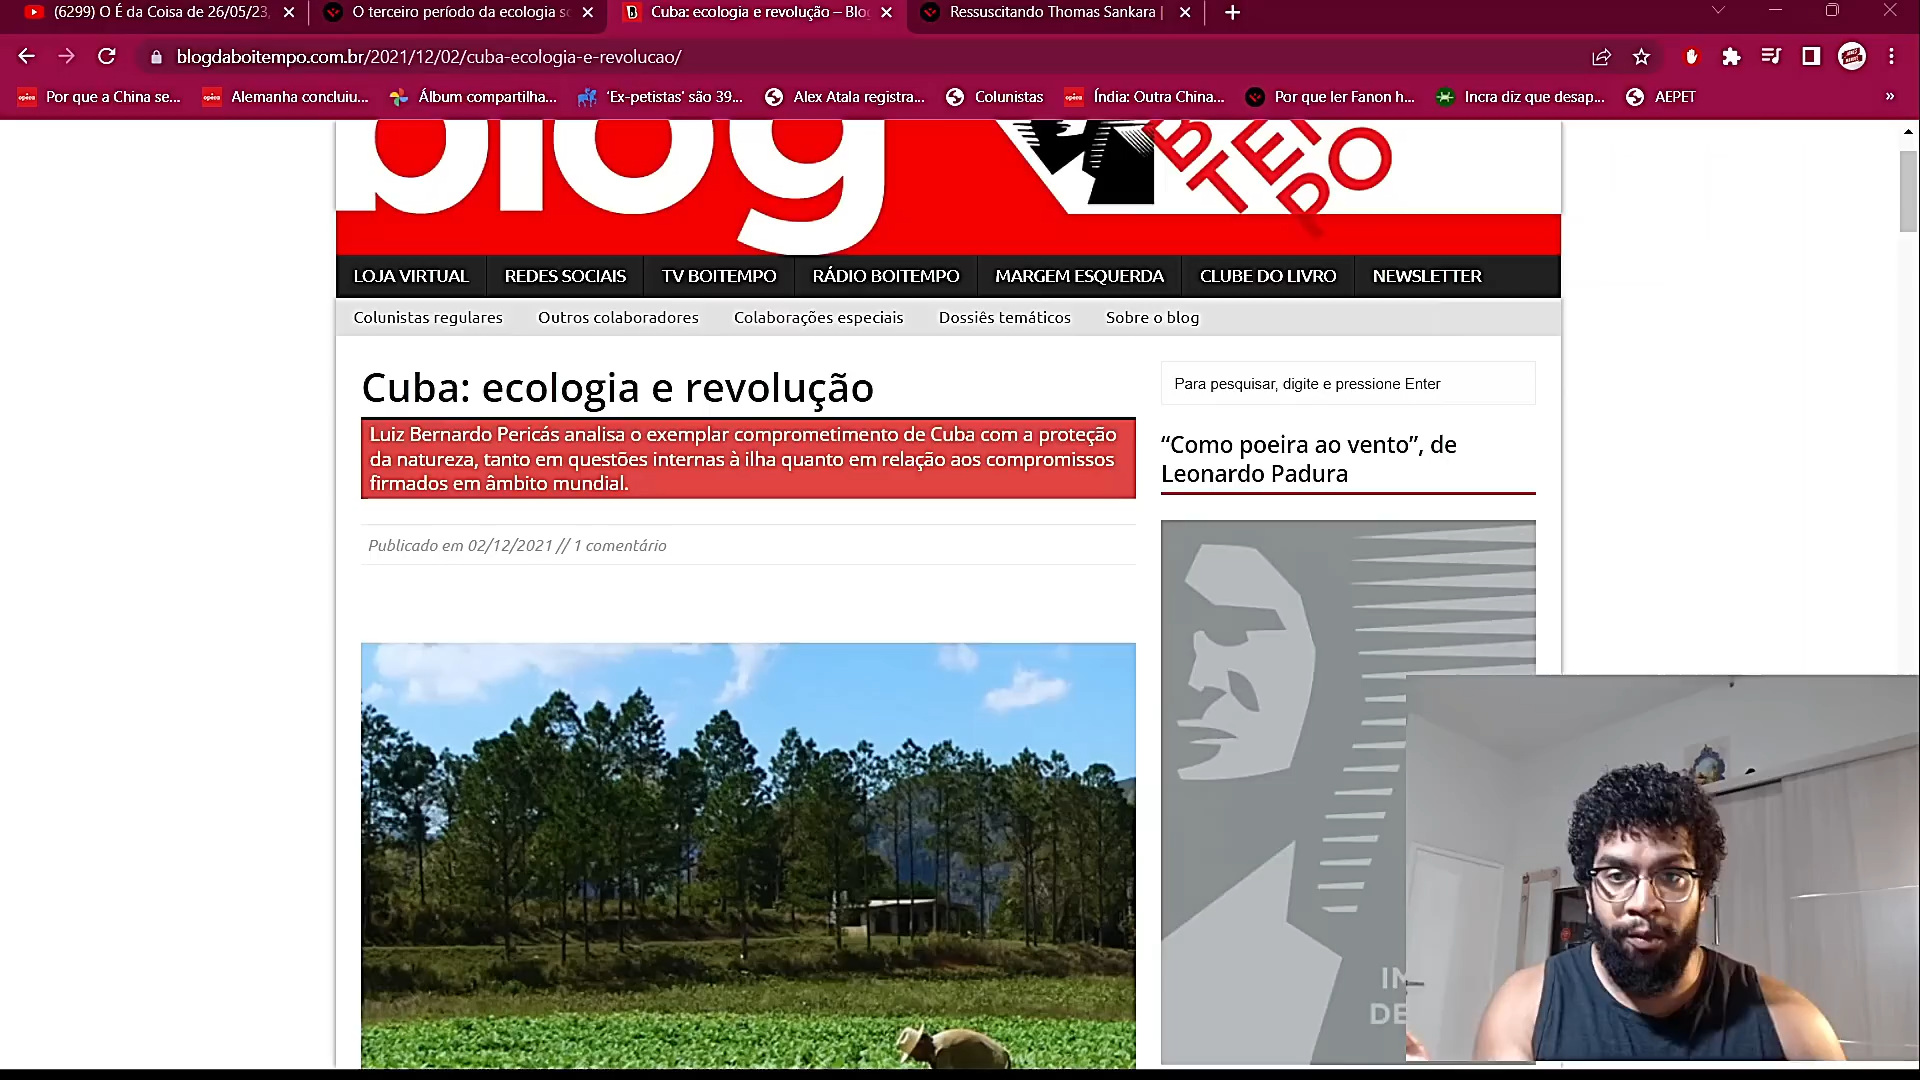 (6299) O É da Coisa de 26/05/23,
O terceiro período da ecologia so
Cuba: ecologia e revolução – Blo
Ressuscitando Thomas Sankara |
blogdaboitempo.com.br/2021/12/02/cuba-ecologia-e-revolucao/
Por que a China se...
Alemanha concluiu...
Álbum compartilha...
'Ex-petistas' são 39...
Alex Atala registra...
Colunistas
Índia: Outra China...
Por que ler Fanon h...
Incra diz que desap...
AEPET
»
blog
BOITEMPO
LOJA VIRTUAL
REDES SOCIAIS
TV BOITEMPO
RÁDIO BOITEMPO
MARGEM ESQUERDA
CLUBE DO LIVRO
NEWSLETTER
Colunistas regulares
Outros colaboradores
Colaborações especiais
Dossiês temáticos
Sobre o blog
Cuba: ecologia e revolução
Luiz Bernardo Pericás analisa o exemplar comprometimento de Cuba com a proteção
da natureza, tanto em questões internas à ilha quanto em relação aos compromissos
firmados em âmbito mundial.
Publicado em 02/12/2021 // 1 comentário
Para pesquisar, digite e pressione Enter
“Como poeira ao vento”, de
Leonardo Padura
DE